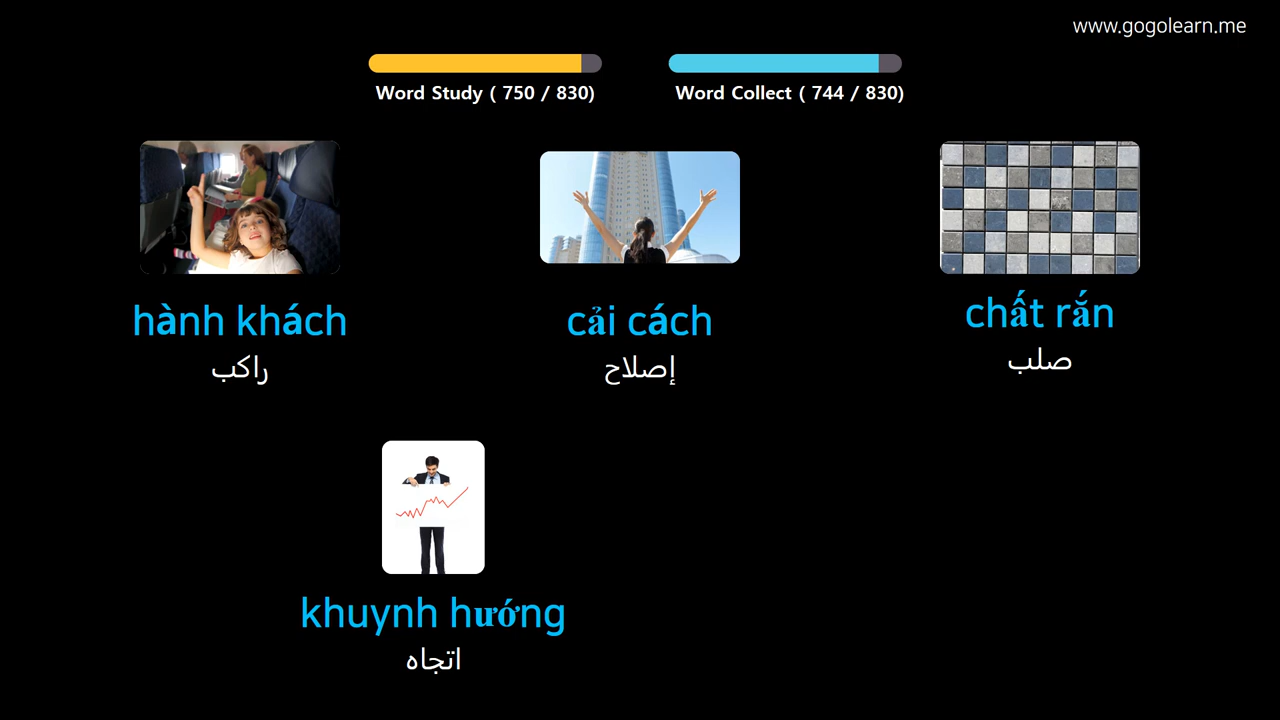 www.gogolearn.me
Word Study ( 750 / 830)
Word Collect ( 744 / 830)
hành khách
راكب
cải cách
إصلاح
chất rắn
صلب
khuynh hướng
اتجاه